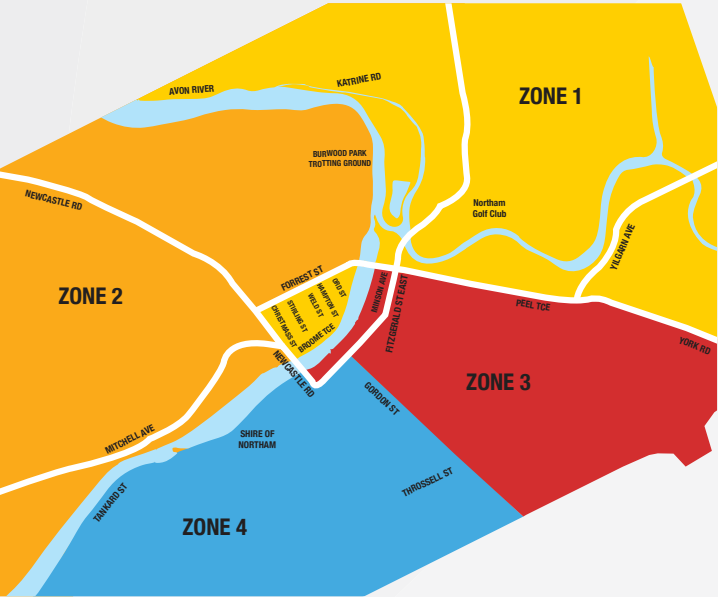 KATRINE RD
AVON RIVER
ZONE 1
BURWOOD PARK
TROTTING GROUND
NEWCASTLE RD
Northam
Golf Club
YILGARN AVE
FORREST ST
ORD ST
HAMPTON ST
WELD ST
STIRLING ST
CHRISTMASS ST
BROOME TCE
MINSON AVE
FITZGERALD ST EAST
ZONE 2
PEEL TCE
YORK RD
NEWCASTLE RD
ZONE 3
GORDON ST
MITCHELL AVE
SHIRE OF
NORTHAM
THROSSELL ST
TANKARD ST
ZONE 4